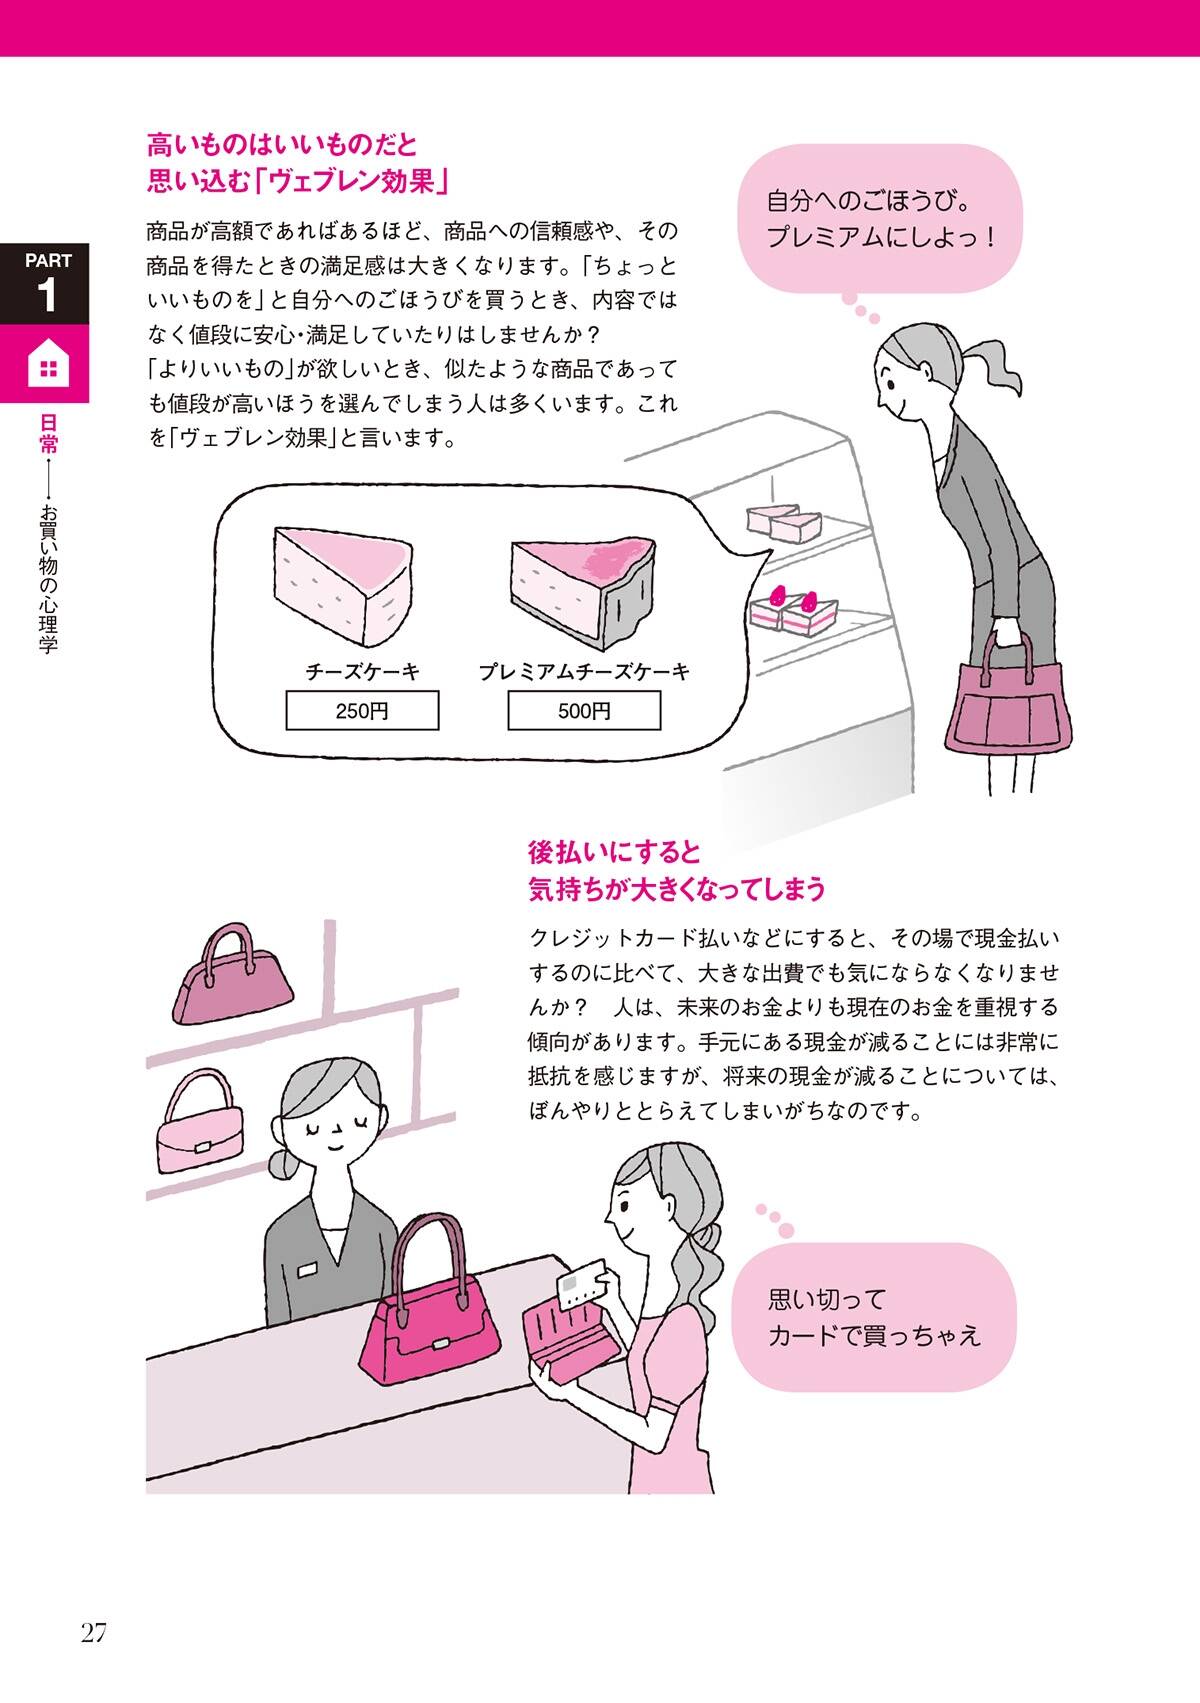 高いものはいいものだと
思い込む「ヴェブレン効果」
商品が高額であればあるほど、商品への信頼感や、その
商品を得たときの満足感は大きくなります。「ちょっと
いいものを」と自分へのごほうびを買うとき、内容では
なく値段に安心・満足していたりはしませんか？
「よりいいもの」が欲しいとき、似たような商品であって
も値段が高いほうを選んでしまう人は多くいます。これ
を「ヴェブレン効果」と言います。
自分へのごほうび。
プレミアムにしよっ！
PART
1
日常――お買い物の心理学
チーズケーキ
250円
プレミアムチーズケーキ
500円
後払いにすると
気持ちが大きくなってしまう
クレジットカード払いなどにすると、その場で現金払い
するのに比べて、大きな出費でも気にならなくなりませ
んか？　人は、未来のお金よりも現在のお金を重視する
傾向があります。手元にある現金が減ることには非常に
抵抗を感じますが、将来の現金が減ることについては、
ぼんやりととらえてしまいがちなのです。
思い切って
カードで買っちゃえ
27